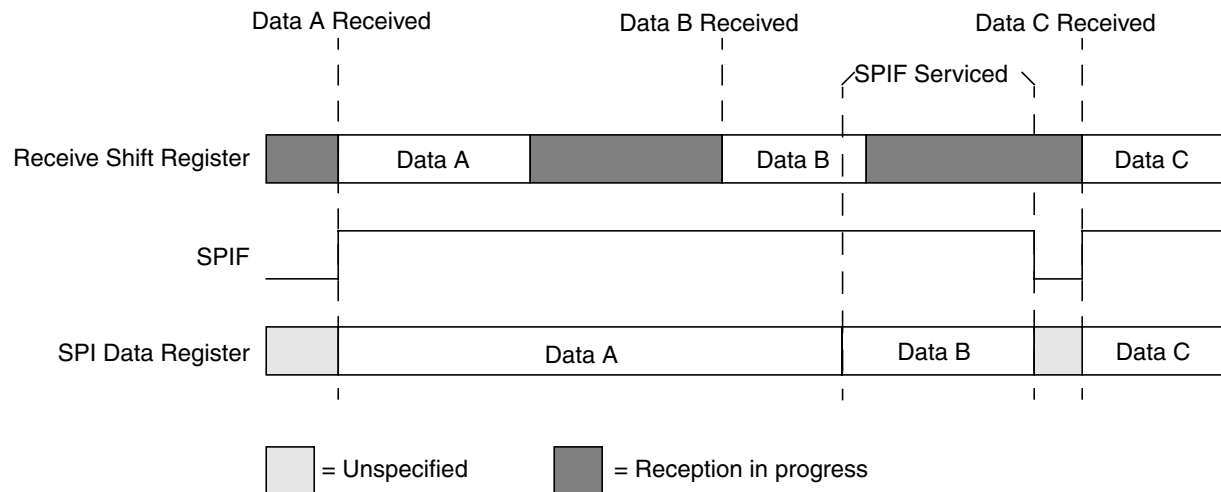 Data A Received
Data B Received
Data C Received
SPIF Serviced
Receive Shift Register
Data A
Data B
Data C
SPIF
SPI Data Register
Data A
Data B
Data C
= Unspecified
= Reception in progress